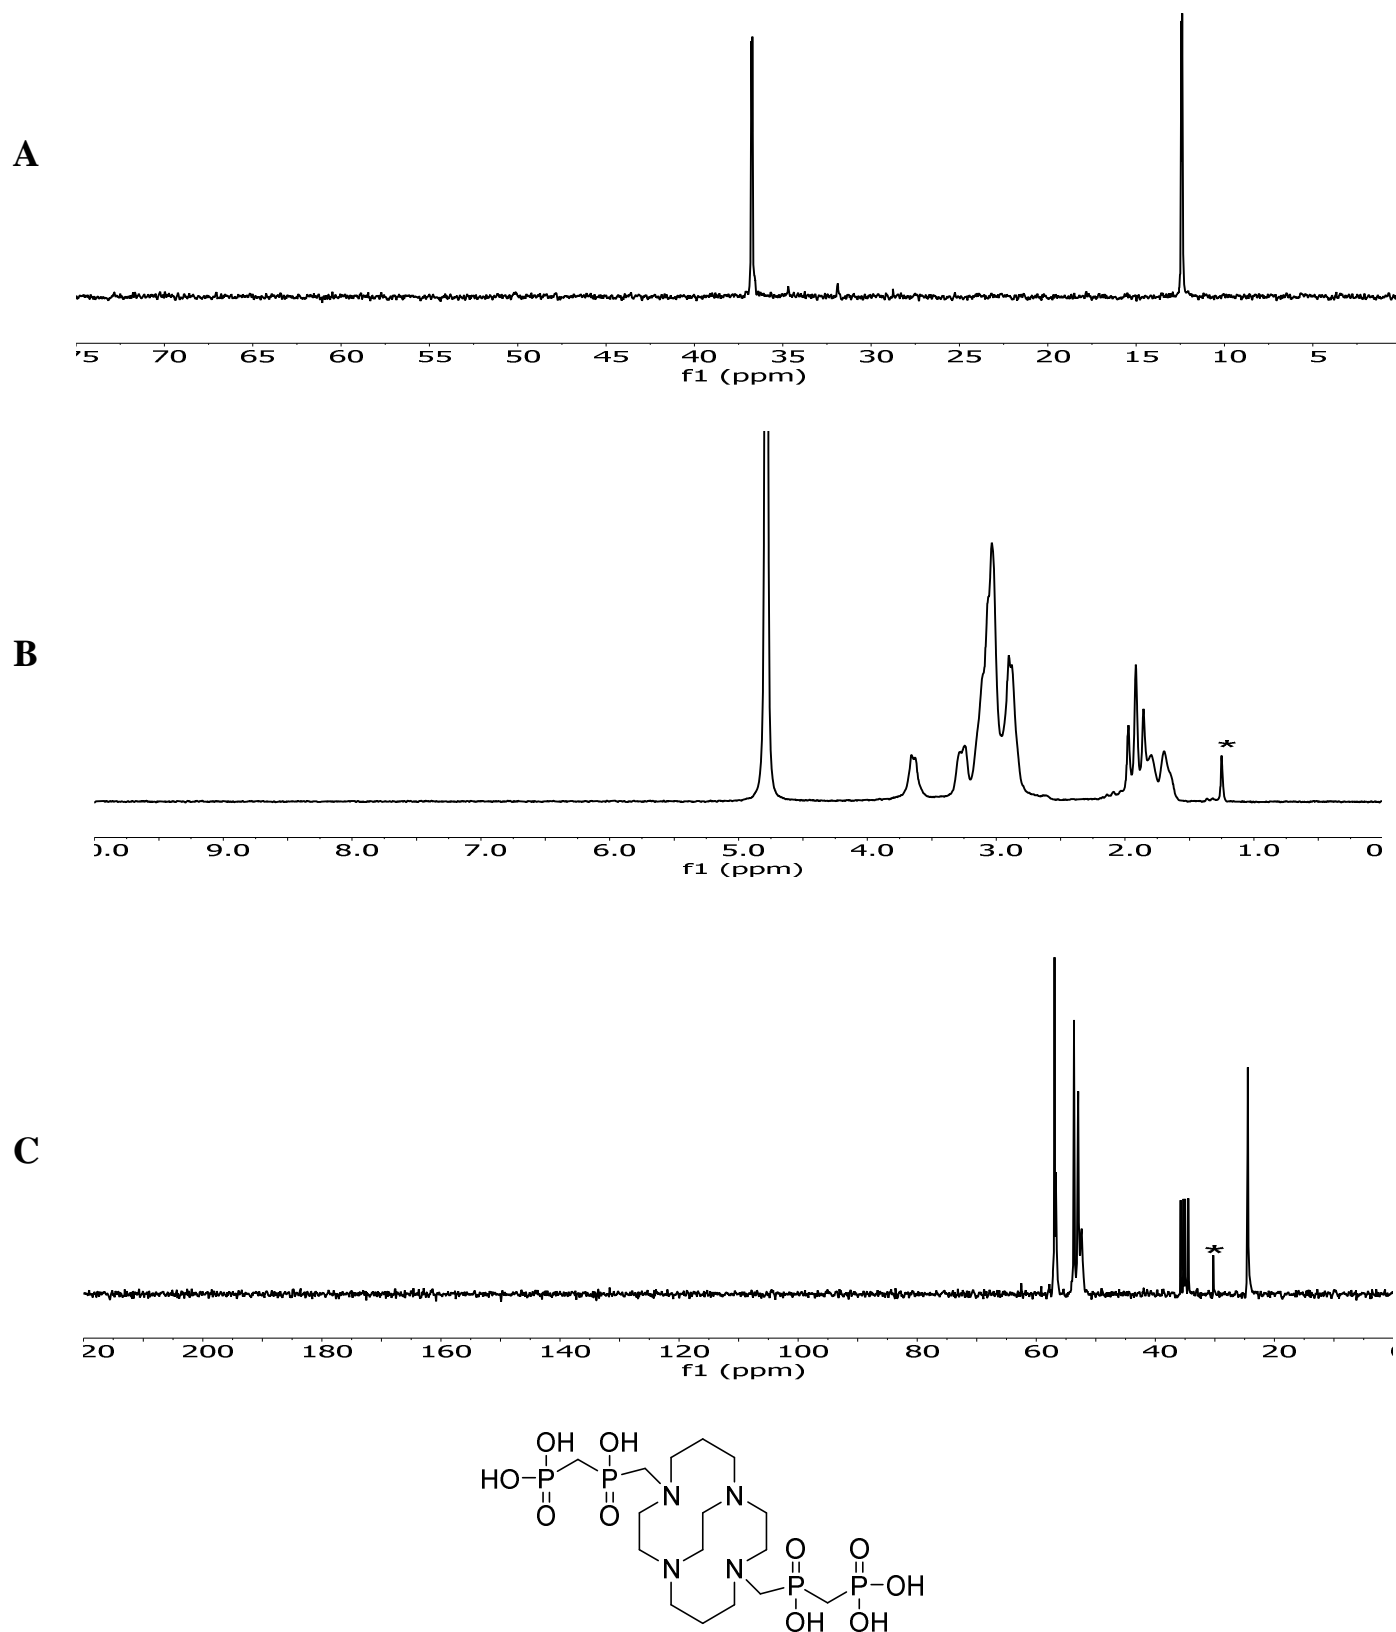 A
75 70 65 60 55 50 45 40 35 30 25 20 15 10 5
f1 (ppm)
B
*
0.0 9.0 8.0 7.0 6.0 5.0 4.0 3.0 2.0 1.0 0
f1 (ppm)
C
*
20 200 180 160 140 120 100 80 60 40 20
f1 (ppm)
OH OH
HO P P N N
O O
N N O O
P P OH
OH OH